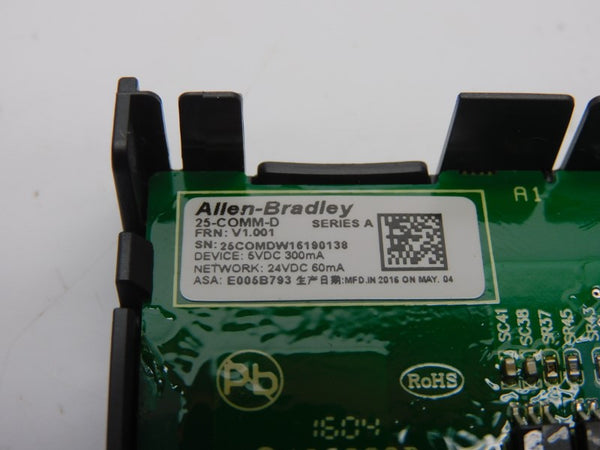 Allen-Bradley
25-COMM-D SERIES A
FRN: V1.001
SN: 25COMDW16190138
DEVICE: 5VDC 300mA
NETWORK: 24VDC 60mA
ASA: E005B793 生产日期:MFD.IN 2016 ON MAY. 04
A1
SC41
SC38
SR37
SR45
SR43
Pb
RoHS
1604